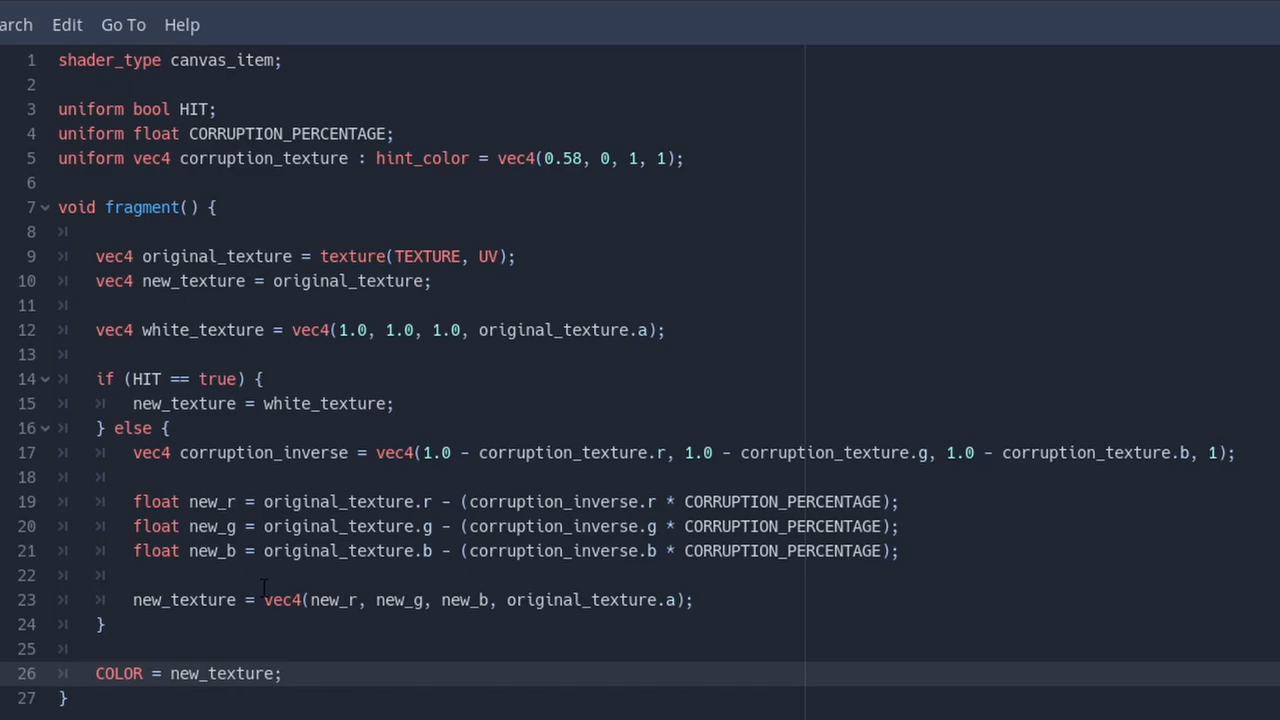 arch Edit Go To Help
1 shader_type canvas_item;
2
3 uniform bool HIT;
4 uniform float CORRUPTION_PERCENTAGE;
5 uniform vec4 corruption_texture : hint_color = vec4(0.58, 0, 1, 1);
6
7 void fragment() {
8
9 vec4 original_texture = texture(TEXTURE, UV);
10 vec4 new_texture = original_texture;
11
12 vec4 white_texture = vec4(1.0, 1.0, 1.0, original_texture.a);
13
14 if (HIT == true) {
15 new_texture = white_texture;
16 } else {
17 vec4 corruption_inverse = vec4(1.0 - corruption_texture.r, 1.0 - corruption_texture.g, 1.0 - corruption_texture.b, 1);
18
19 float new_r = original_texture.r - (corruption_inverse.r * CORRUPTION_PERCENTAGE);
20 float new_g = original_texture.g - (corruption_inverse.g * CORRUPTION_PERCENTAGE);
21 float new_b = original_texture.b - (corruption_inverse.b * CORRUPTION_PERCENTAGE);
22
23 new_texture = vec4(new_r, new_g, new_b, original_texture.a);
24 }
25
26 COLOR = new_texture;
27 }